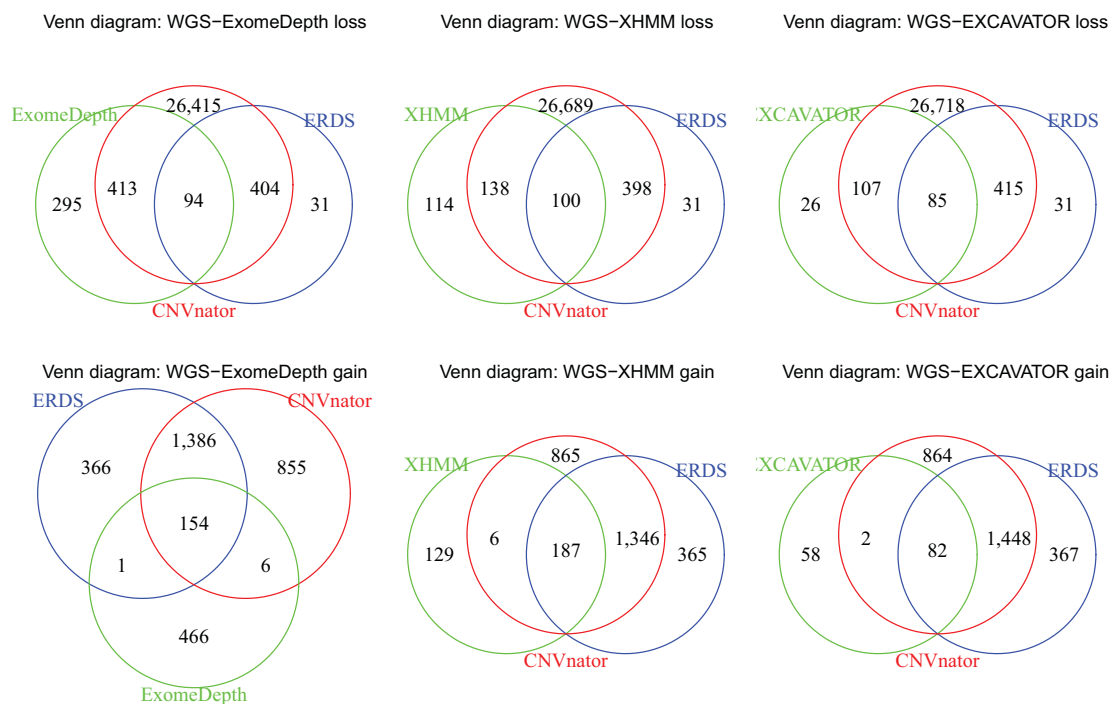 Venn diagram: WGS−ExomeDepth loss
ExomeDepth
26,415
ERDS
295
413
94
404
31
CNVnator
Venn diagram: WGS−XHMM loss
XHMM
26,689
ERDS
114
138
100
398
31
CNVnator
Venn diagram: WGS−EXCAVATOR loss
EXCAVATOR
26,718
ERDS
26
107
85
415
31
CNVnator
Venn diagram: WGS−ExomeDepth gain
ERDS
CNVnator
1,386
366
855
154
1
6
466
ExomeDepth
Venn diagram: WGS−XHMM gain
865
XHMM
ERDS
129
6
187
1,346
365
CNVnator
Venn diagram: WGS−EXCAVATOR gain
864
EXCAVATOR
ERDS
58
2
82
1,448
367
CNVnator